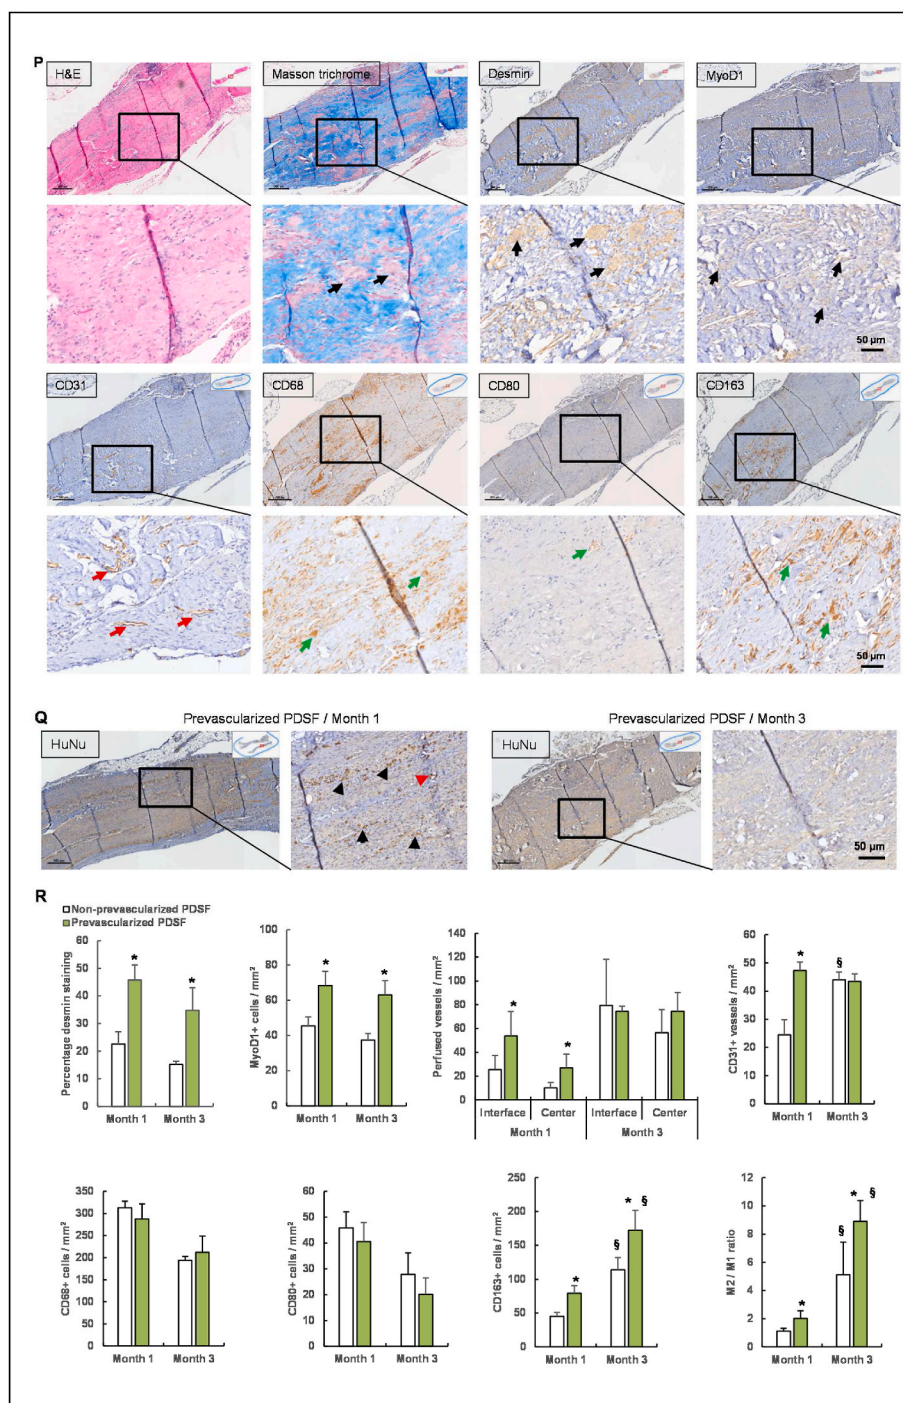 P
H&E
Masson trichrome
Desmin
MyoD1
50 µm
CD31
CD68
CD80
CD163
50 µm
Q
Prevascularized PDSF / Month 1
Prevascularized PDSF / Month 3
HuNu
HuNu
50 µm
R
Non-prevascularized PDSF
Prevascularized PDSF
Percentage desmin staining
60
50
40
30
20
10
0
*
*
Month 1
Month 3
MyoD1+ cells / mm²
100
80
60
40
20
0
*
*
Month 1
Month 3
Perfused vessels / mm²
140
120
100
80
60
40
20
0
*
*
Interface
Center
Interface
Center
Month 1
Month 3
CD31+ vessels / mm²
60
50
40
30
20
10
0
*
§
Month 1
Month 3
CD68+ cells / mm²
350
300
250
200
150
100
50
0
Month 1
Month 3
CD80+ cells / mm²
60
50
40
30
20
10
0
Month 1
Month 3
CD163+ cells / mm²
250
200
150
100
50
0
*
§
* §
Month 1
Month 3
M2 / M1 ratio
12
10
8
6
4
2
0
*
§
* §
Month 1
Month 3